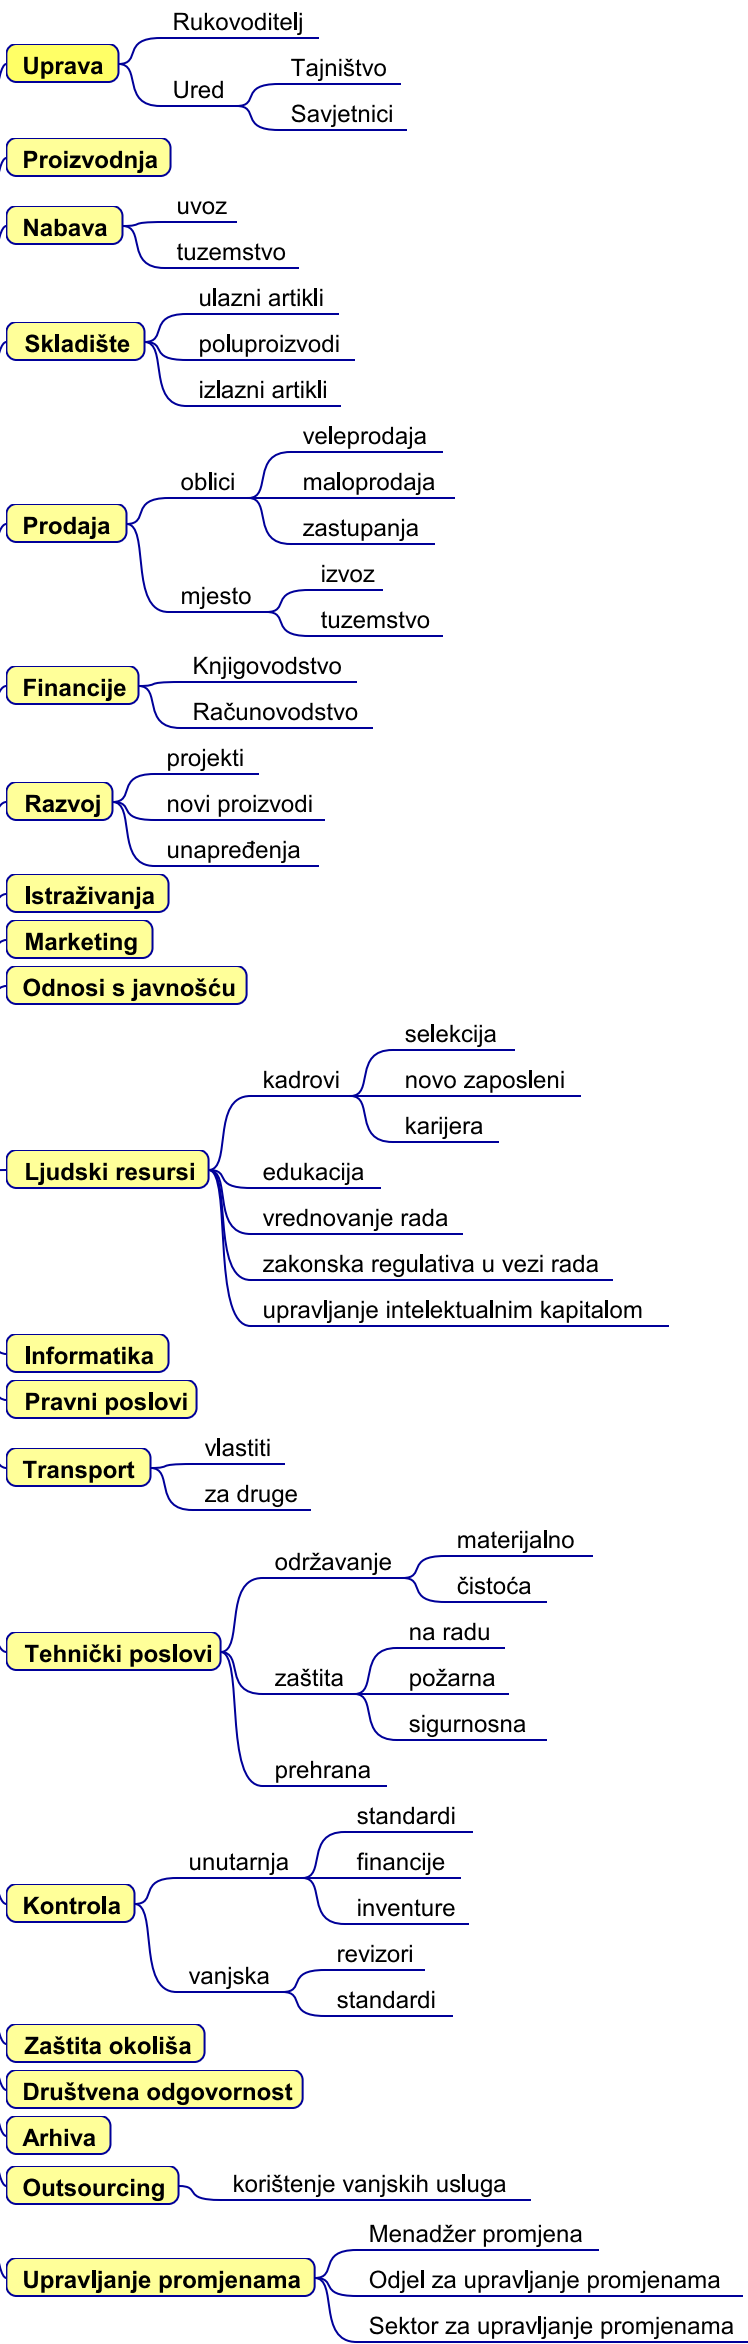 Rukovoditelj
Uprava
Ured
Tajništvo
Savjetnici
Proizvodnja
Nabava
uvoz
tuzemstvo
Skladište
ulazni artikli
poluproizvodi
izlazni artikli
Prodaja
oblici
veleprodaja
maloprodaja
zastupanja
mjesto
izvoz
tuzemstvo
Financije
Knjigovodstvo
Računovodstvo
Razvoj
projekti
novi proizvodi
unapređenja
Istraživanja
Marketing
Odnosi s javnošću
Ljudski resursi
kadrovi
selekcija
novo zaposleni
karijera
edukacija
vrednovanje rada
zakonska regulativa u vezi rada
upravljanje intelektualnim kapitalom
Informatika
Pravni poslovi
Transport
vlastiti
za druge
Tehnički poslovi
održavanje
materijalno
čistoća
zaštita
na radu
požarna
sigurnosna
prehrana
Kontrola
unutarnja
standardi
financije
inventure
vanjska
revizori
standardi
Zaštita okoliša
Društvena odgovornost
Arhiva
Outsourcing
korištenje vanjskih usluga
Upravljanje promjenama
Menadžer promjena
Odjel za upravljanje promjenama
Sektor za upravljanje promjenama